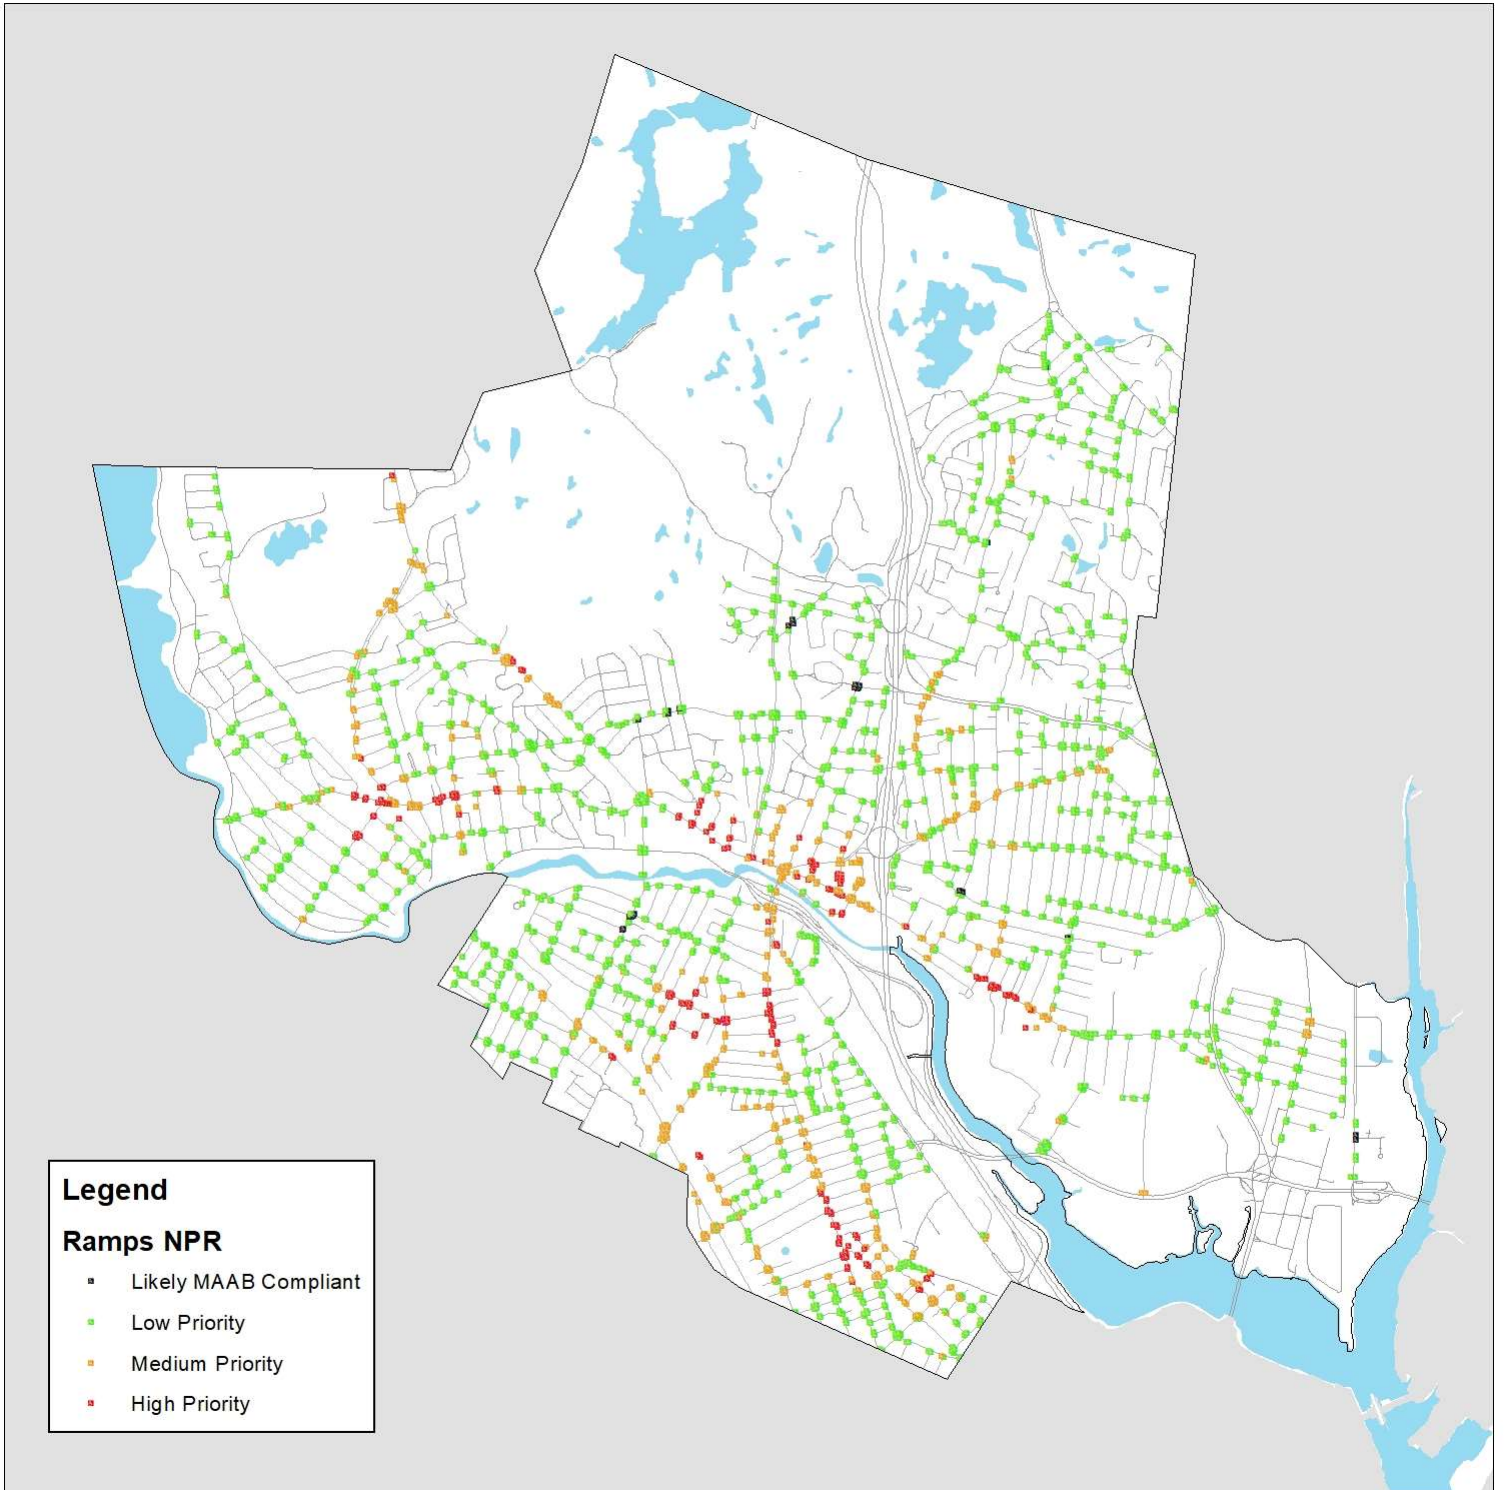 Legend
Ramps NPR
Likely MAAB Compliant
Low Priority
Medium Priority
High Priority